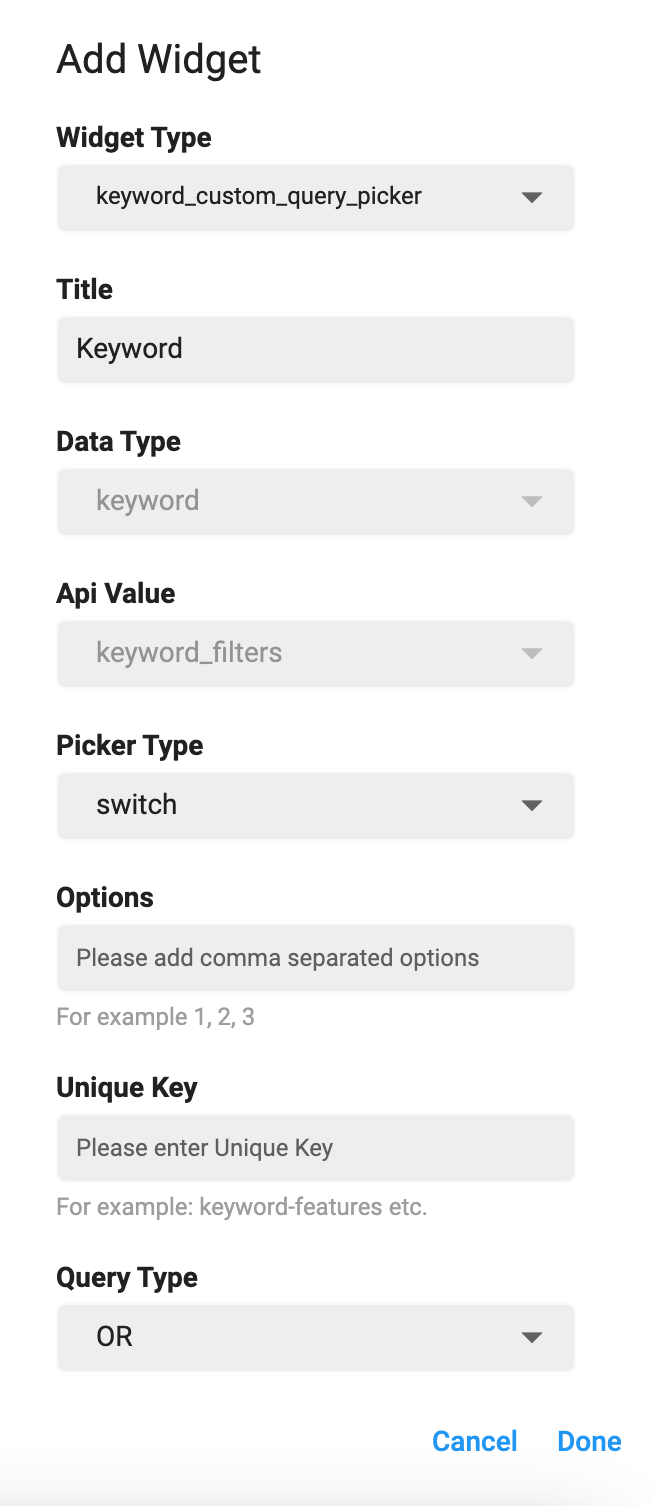 Add Widget
Widget Type
keyword_custom_query_picker
Title
Keyword
Data Type
keyword
Api Value
keyword_filters
Picker Type
switch
Options
Please add comma separated options
For example 1, 2, 3
Unique Key
Please enter Unique Key
For example: keyword-features etc.
Query Type
OR
Cancel Done